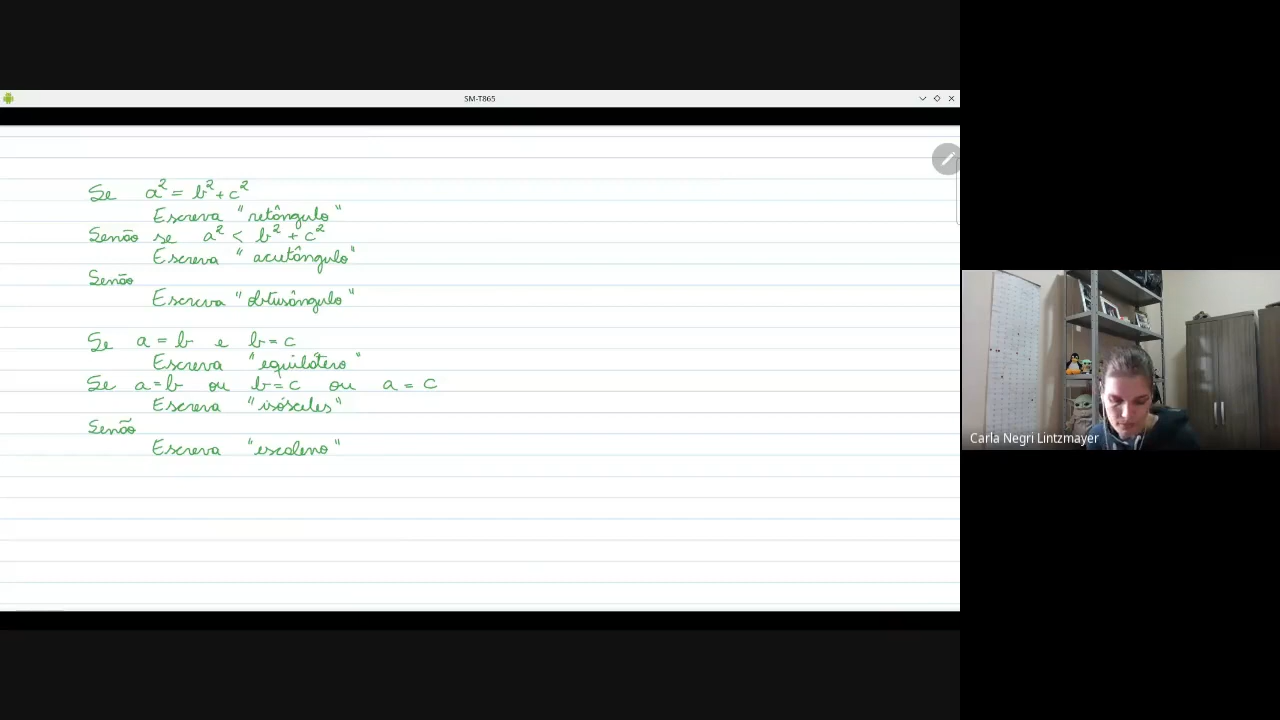 SM-T865
Se a² = b² + c²
Escreva "retângulo"
Senão se a² < b² + c²
Escreva "acutângulo"
Senão
Escreva "obtusângulo"
Se a = b e b = c
Escreva "equilátero"
Se a = b ou b = c ou a = c
Escreva "isósceles"
Senão
Escreva "escaleno"
Carla Negri Lintzmayer